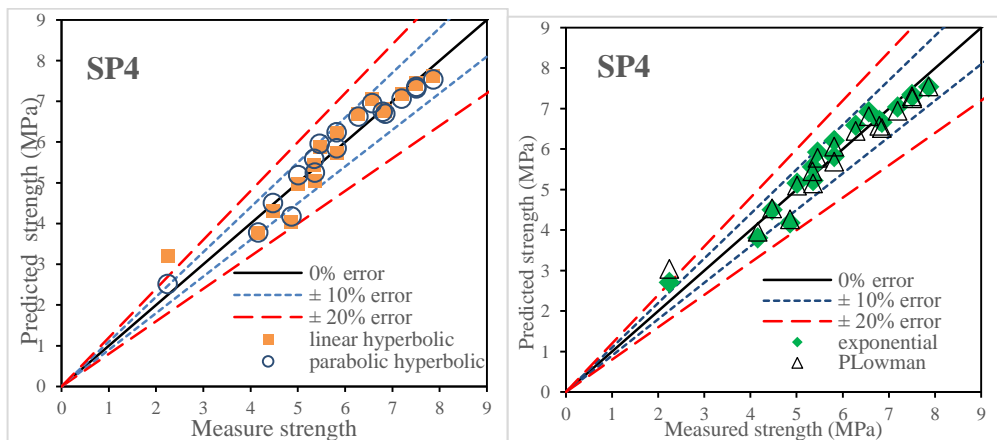 9
8
7
6
5
4
3
2
1
0
Predicted strength (MPa)
SP4
0% error
± 10% error
± 20% error
linear hyperbolic
parabolic hyperbolic
0 1 2 3 4 5 6 7 8 9
Measure strength
9
8
7
6
5
4
3
2
1
0
Predicted strength (MPa)
SP4
0% error
± 10% error
± 20% error
exponential
PLowman
0 1 2 3 4 5 6 7 8 9
Measured strength (MPa)